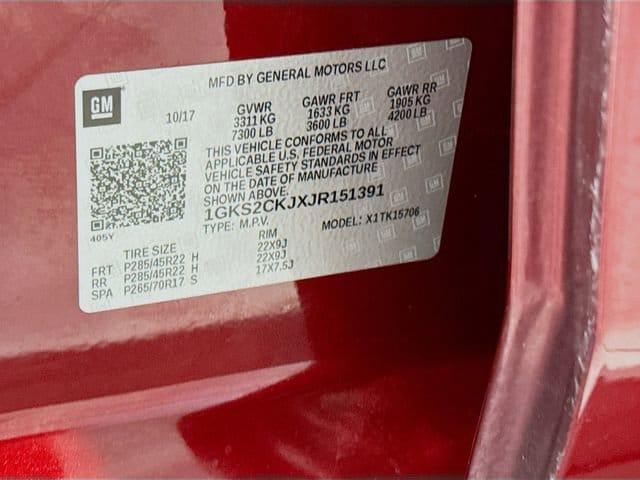 MFD BY GENERAL MOTORS LLC
GM
10/17
GVWR GAWR FRT GAWR RR
3311 KG 1633 KG 1905 KG
7300 LB 3600 LB 4200 LB
THIS VEHICLE CONFORMS TO ALL
APPLICABLE U.S. FEDERAL MOTOR
VEHICLE SAFETY STANDARDS IN EFFECT
ON THE DATE OF MANUFACTURE
SHOWN ABOVE.
1GKS2CKJXJR151391
TYPE: M.P.V. MODEL: X1TK15706
405Y
TIRE SIZE RIM
FRT P285/45R22 H 22X9J
RR P285/45R22 H 22X9J
SPA P265/70R17 S 17X7.5J